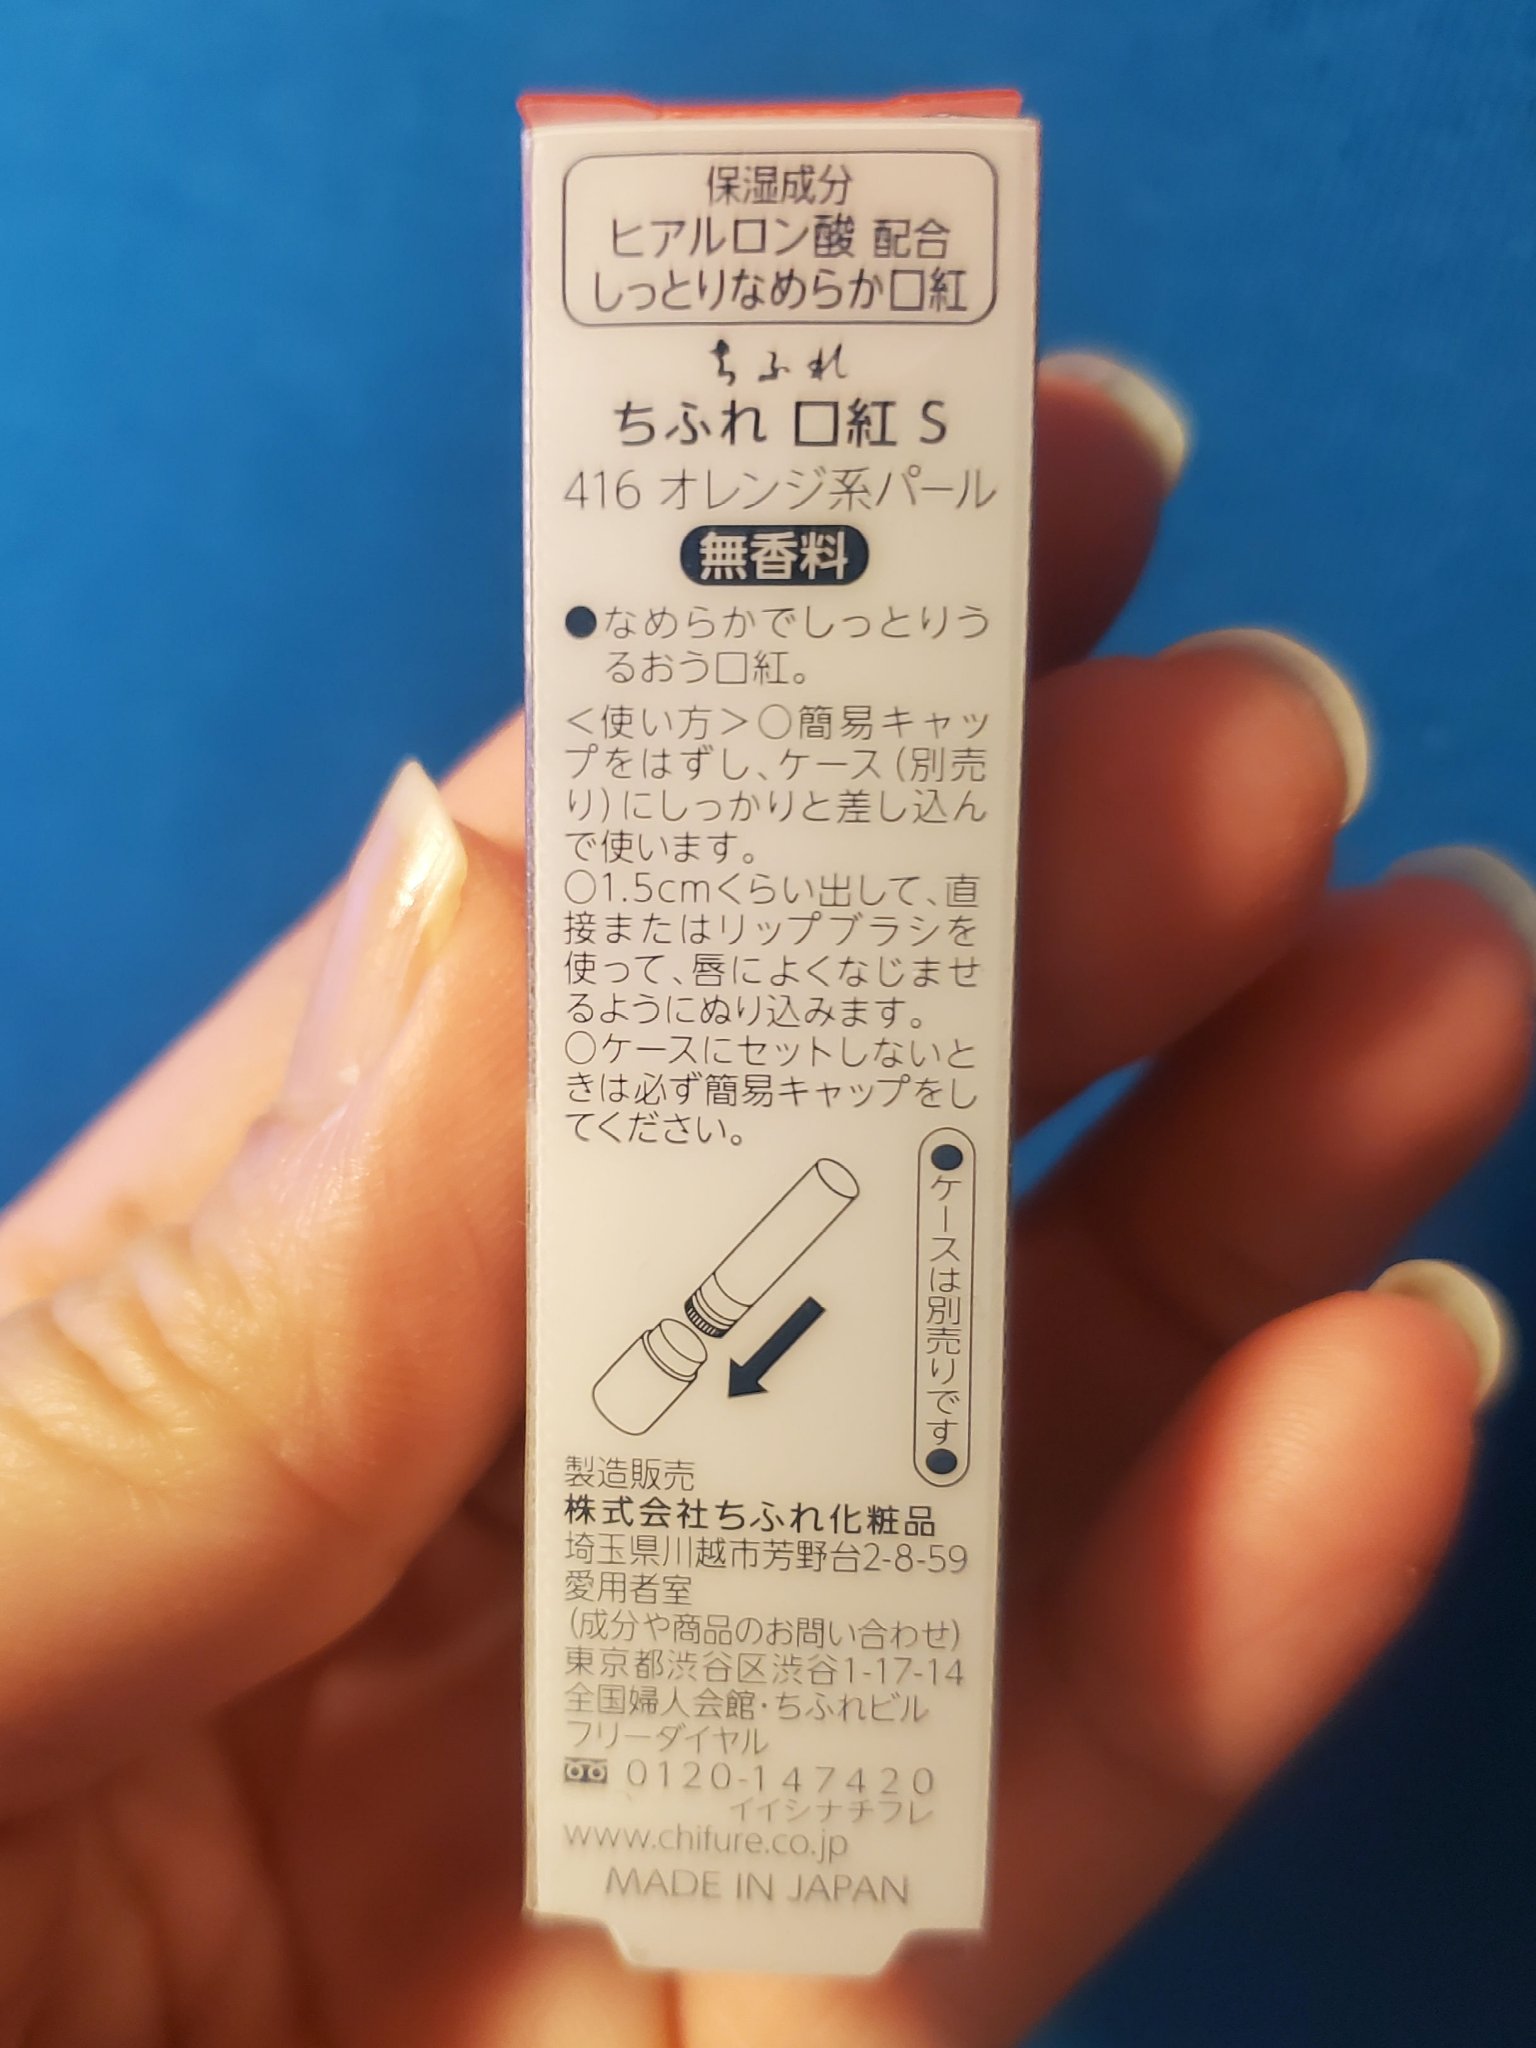 保湿成分
ヒアルロン酸 配合
しっとりなめらか口紅
ちふれ
ちふれ 口紅 S
416 オレンジ系パール
無香料
●なめらかでしっとりう
るおう口紅。
＜使い方＞○簡易キャッ
プをはずし、ケース(別売
り)にしっかりと差し込ん
で使います。
○1.5cmくらい出して、直
接またはリップブラシを
使って、唇によくなじませ
るようにぬり込みます。
○ケースにセットしないと
きは必ず簡易キャップをし
てください。
●ケースは別売りです●
製造販売
株式会社ちふれ化粧品
埼玉県川越市芳野台2-8-59
愛用者室
(成分や商品のお問い合わせ)
東京都渋谷区渋谷1-17-14
全国婦人会館・ちふれビル
フリーダイヤル
0120-147420
イイシナチフレ
www.chifure.co.jp
MADE IN JAPAN